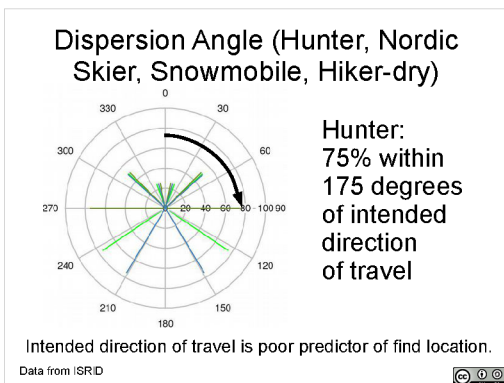 Dispersion Angle (Hunter, Nordic
Skier, Snowmobile, Hiker-dry)
0
330
30
300
60
270
20 40 60 80 100 90
240
120
210
150
180
Hunter:
75% within
175 degrees
of intended
direction
of travel
Intended direction of travel is poor predictor of find location.
Data from ISRID
cc